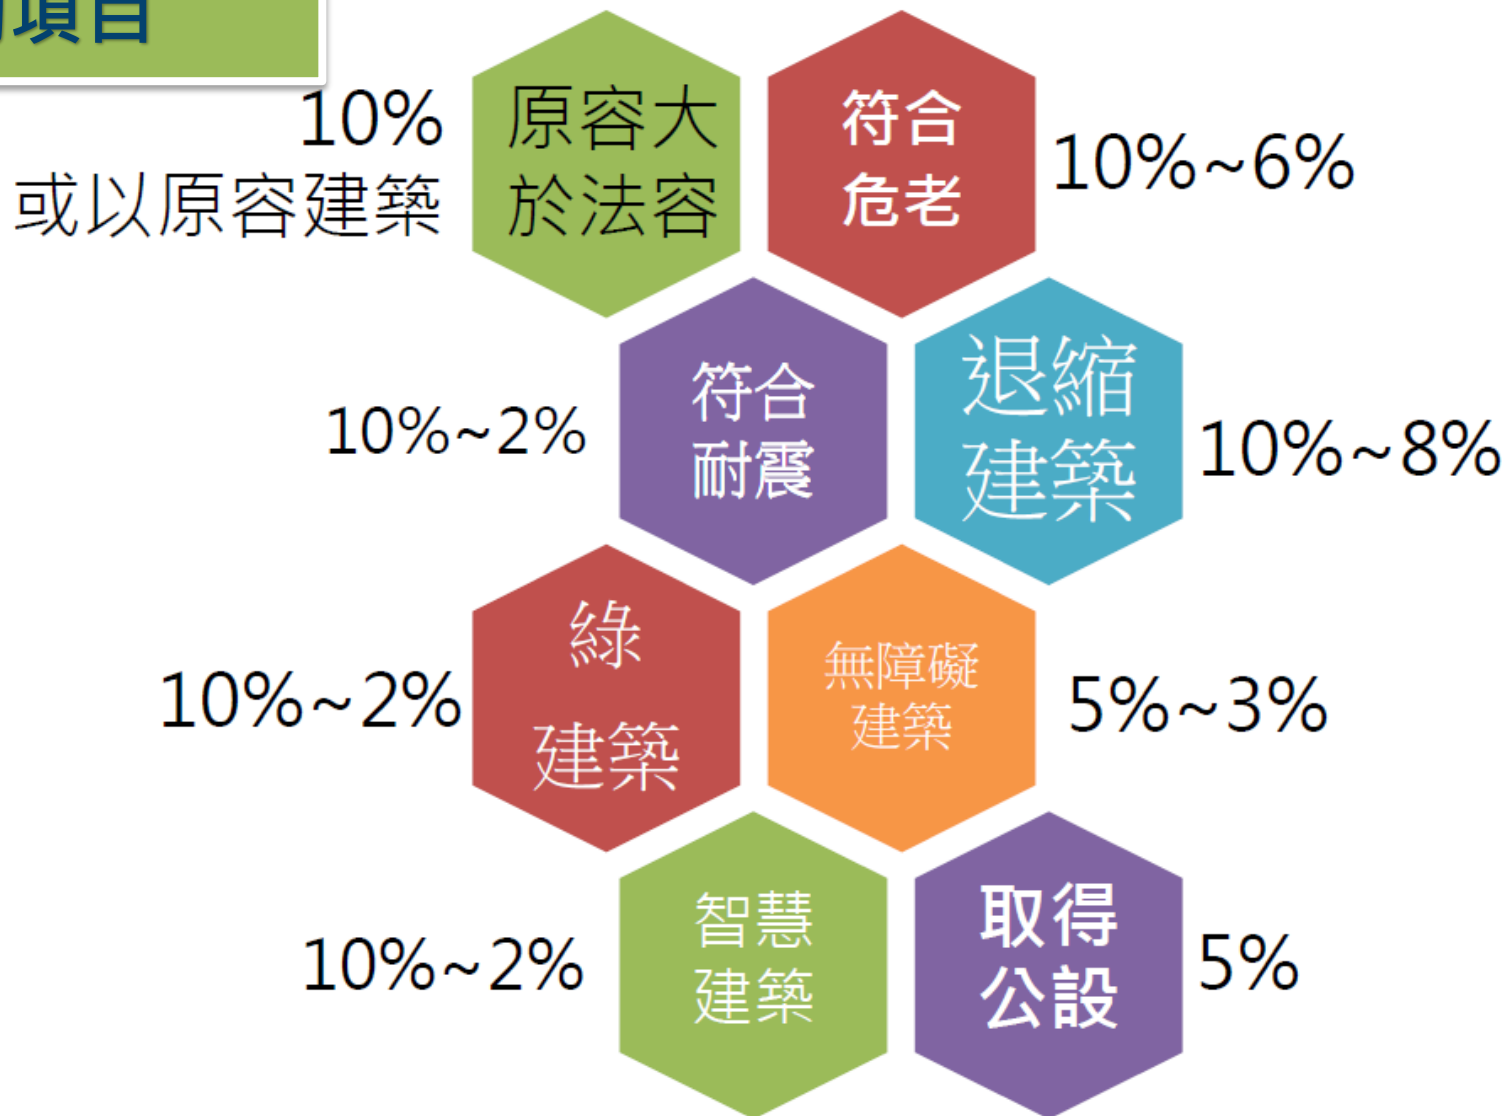 項目
10%
或以原容建築
原容大
於法容
符合
危老
10%~6%
10%~2%
符合
耐震
退縮
建築
10%~8%
10%~2%
綠
建築
無障礙
建築
5%~3%
10%~2%
智慧
建築
取得
公設
5%